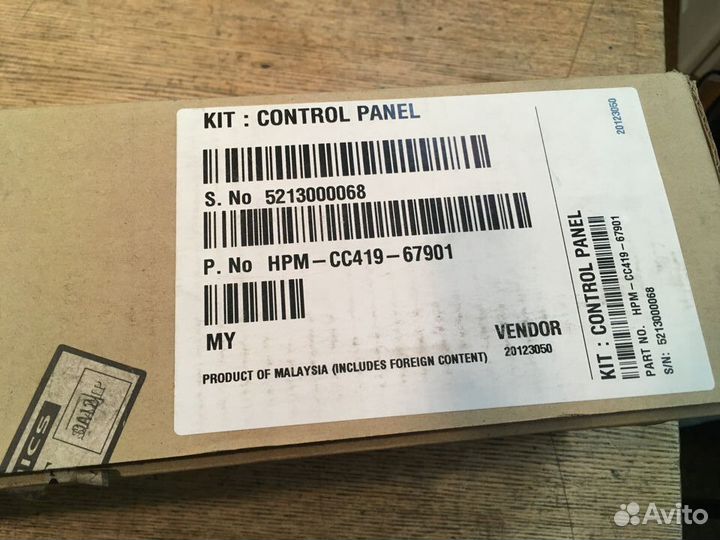 KIT : CONTROL PANEL
S. No 5213000068
P. No HPM-CC419-67901
MY
VENDOR
20123050
PRODUCT OF MALAYSIA (INCLUDES FOREIGN CONTENT)
20123050
KIT : CONTROL PANEL
PART NO. HPM-CC419-67901
S/N: 5213000068
NICS
Avito